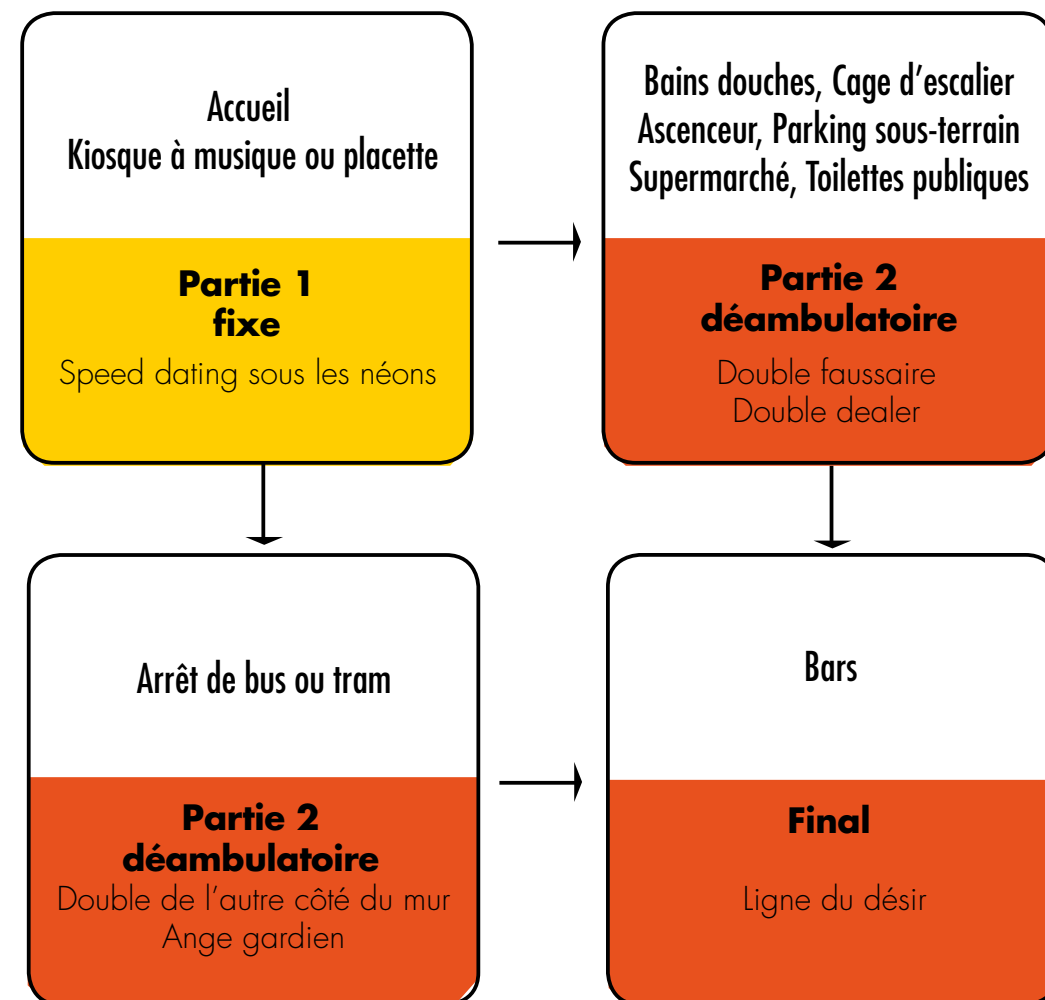 Accueil
Kiosque à musique ou placette
Partie 1
fixe
Speed dating sous les néons
Bains douches, Cage d’escalier
Ascenceur, Parking sous-terrain
Supermarché, Toilettes publiques
Partie 2
déambulatoire
Double faussaire
Double dealer
Arrêt de bus ou tram
Partie 2
déambulatoire
Double de l’autre côté du mur
Ange gardien
Bars
Final
Ligne du désir